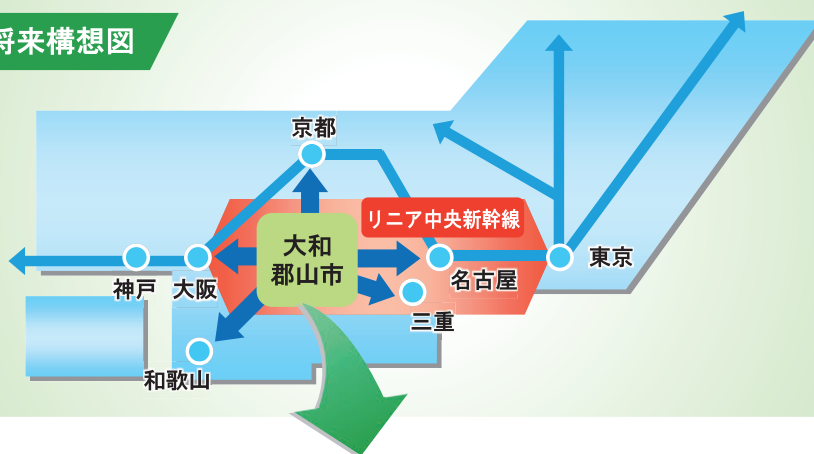 将来構想図
京都
リニア中央新幹線
大和
郡山市
東京
名古屋
神戸
大阪
三重
和歌山